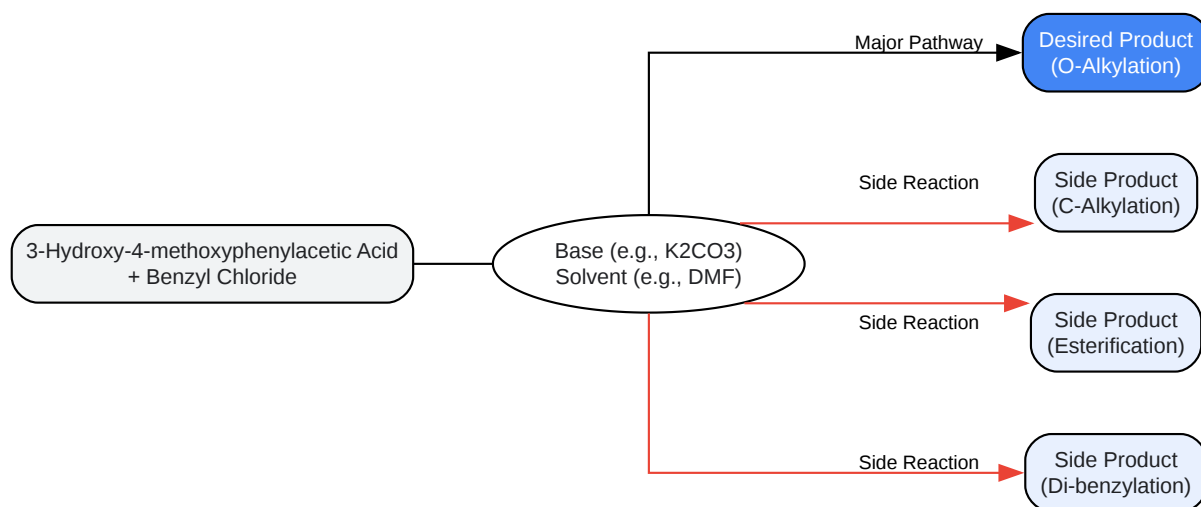 Major Pathway
Desired Product
(O-Alkylation)
Side Reaction
Side Product
(C-Alkylation)
3-Hydroxy-4-methoxyphenylacetic Acid
+ Benzyl Chloride
Base (e.g., K2CO3)
Solvent (e.g., DMF)
Side Reaction
Side Product
(Esterification)
Side Reaction
Side Product
(Di-benzylation)